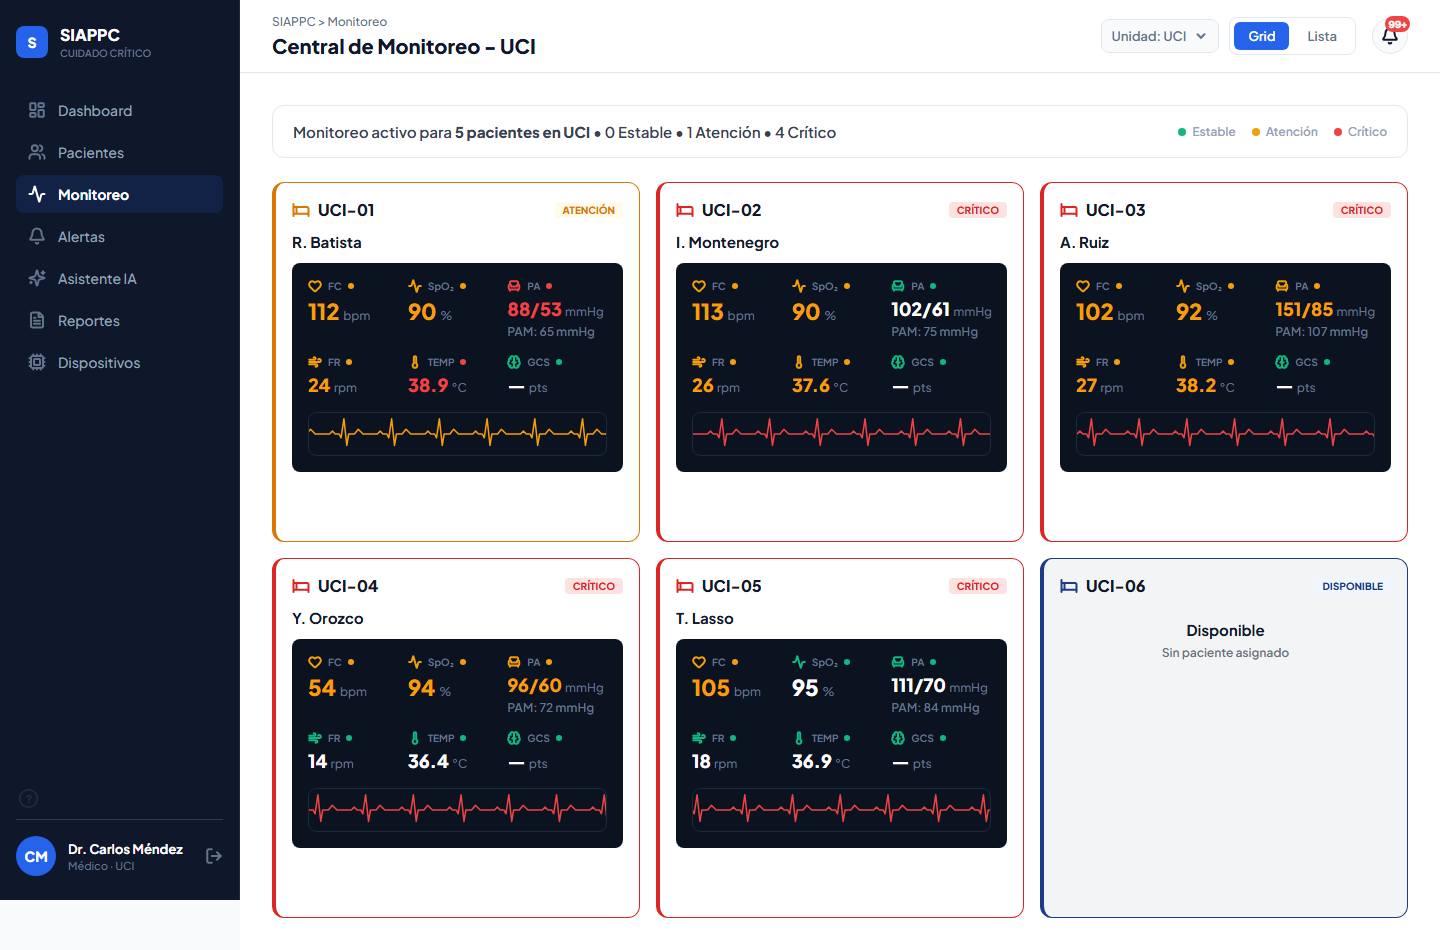 S
SIAPPC
CUIDADO CRÍTICO
Dashboard
Pacientes
Monitoreo
Alertas
Asistente IA
Reportes
Dispositivos
?
CM
Dr. Carlos Méndez
Médico · UCI
SIAPPC > Monitoreo
Central de Monitoreo - UCI
Unidad: UCI
Grid
Lista
99+
Monitoreo activo para 5 pacientes en UCI • 0 Estable • 1 Atención • 4 Crítico
Estable
Atención
Crítico
UCI-01
ATENCIÓN
R. Batista
FC
SpO₂
PA
112 bpm
90 %
88/53 mmHg
PAM: 65 mmHg
FR
TEMP
GCS
24 rpm
38.9 °C
— pts
UCI-02
CRÍTICO
I. Montenegro
FC
SpO₂
PA
113 bpm
90 %
102/61 mmHg
PAM: 75 mmHg
FR
TEMP
GCS
26 rpm
37.6 °C
— pts
UCI-03
CRÍTICO
A. Ruiz
FC
SpO₂
PA
102 bpm
92 %
151/85 mmHg
PAM: 107 mmHg
FR
TEMP
GCS
27 rpm
38.2 °C
— pts
UCI-04
CRÍTICO
Y. Orozco
FC
SpO₂
PA
54 bpm
94 %
96/60 mmHg
PAM: 72 mmHg
FR
TEMP
GCS
14 rpm
36.4 °C
— pts
UCI-05
CRÍTICO
T. Lasso
FC
SpO₂
PA
105 bpm
95 %
111/70 mmHg
PAM: 84 mmHg
FR
TEMP
GCS
18 rpm
36.9 °C
— pts
UCI-06
DISPONIBLE
Disponible
Sin paciente asignado